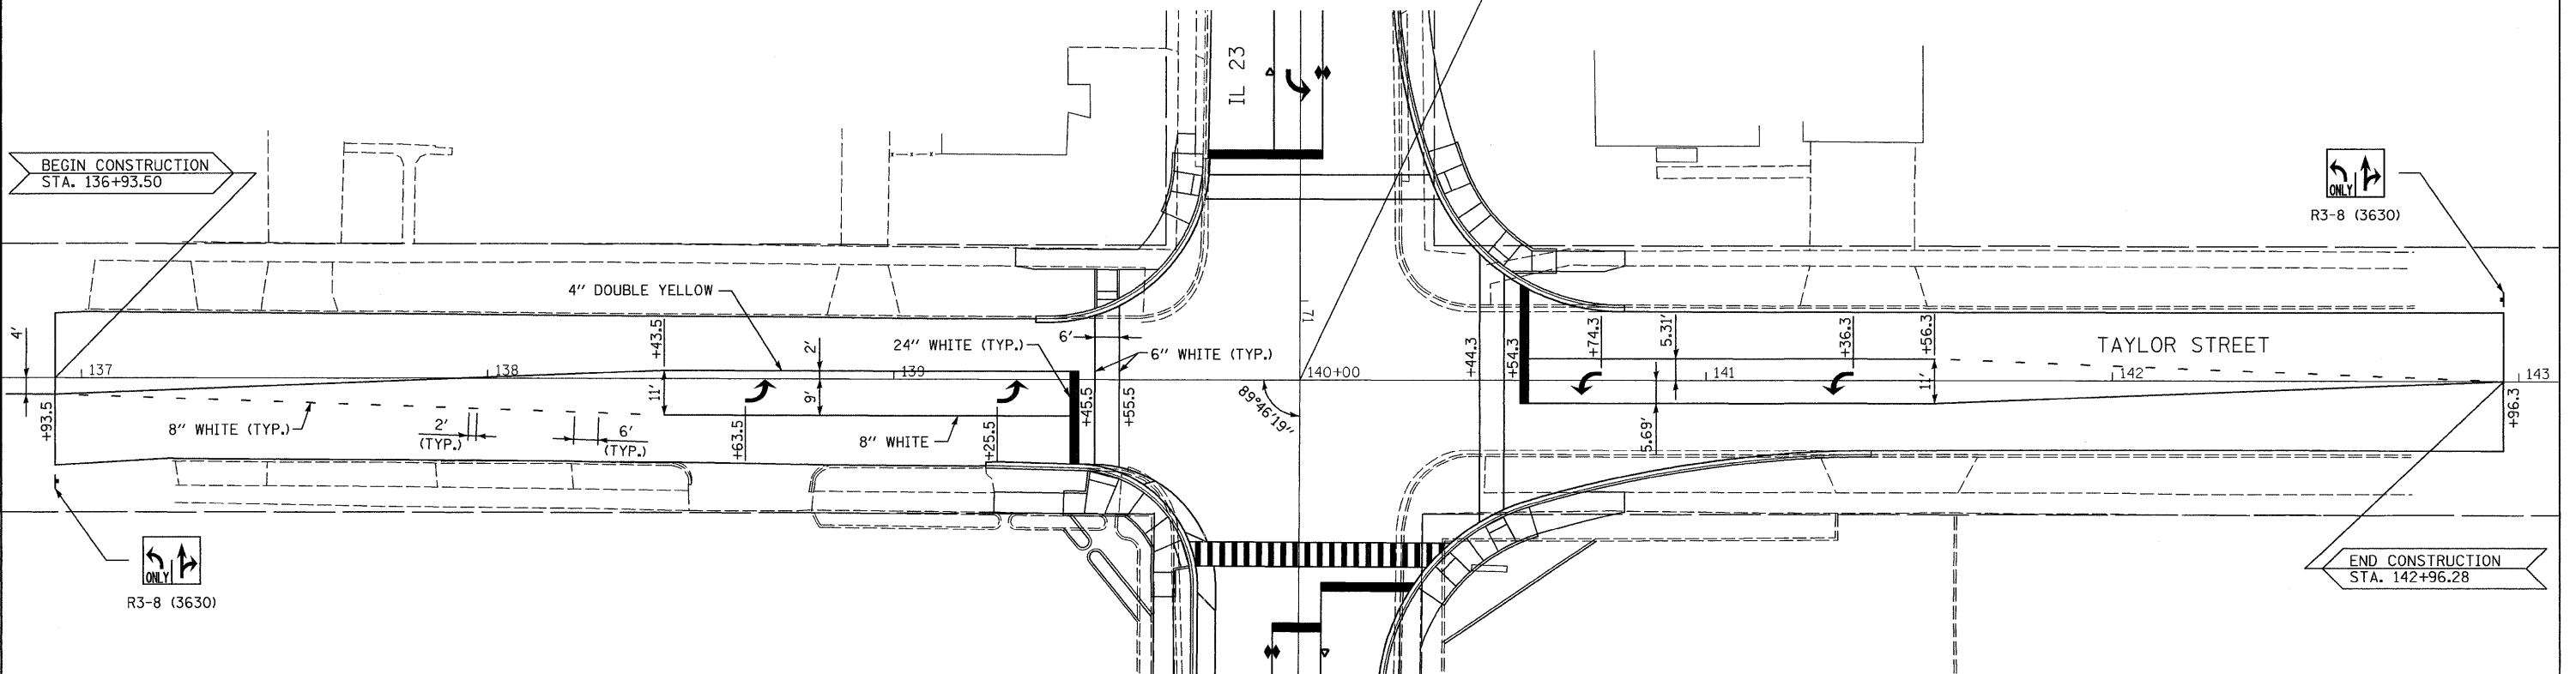 IL 23
BEGIN CONSTRUCTION
STA. 136+93.50
ONLY
R3-8 (3630)
4" DOUBLE YELLOW
4'
+43.5
2'
24" WHITE (TYP.)
6'
6" WHITE (TYP.)
71
+44.3
+54.3
+74.3
5.31'
+36.3
+56.3
TAYLOR STREET
137
138
139
140+00
141
142
143
+93.5
8" WHITE (TYP.)
2'
(TYP.)
6'
(TYP.)
11'
+63.5
9'
8" WHITE
+25.5
+45.5
+55.5
89°46'19"
5.69'
11'
+96.3
ONLY
R3-8 (3630)
END CONSTRUCTION
STA. 142+96.28